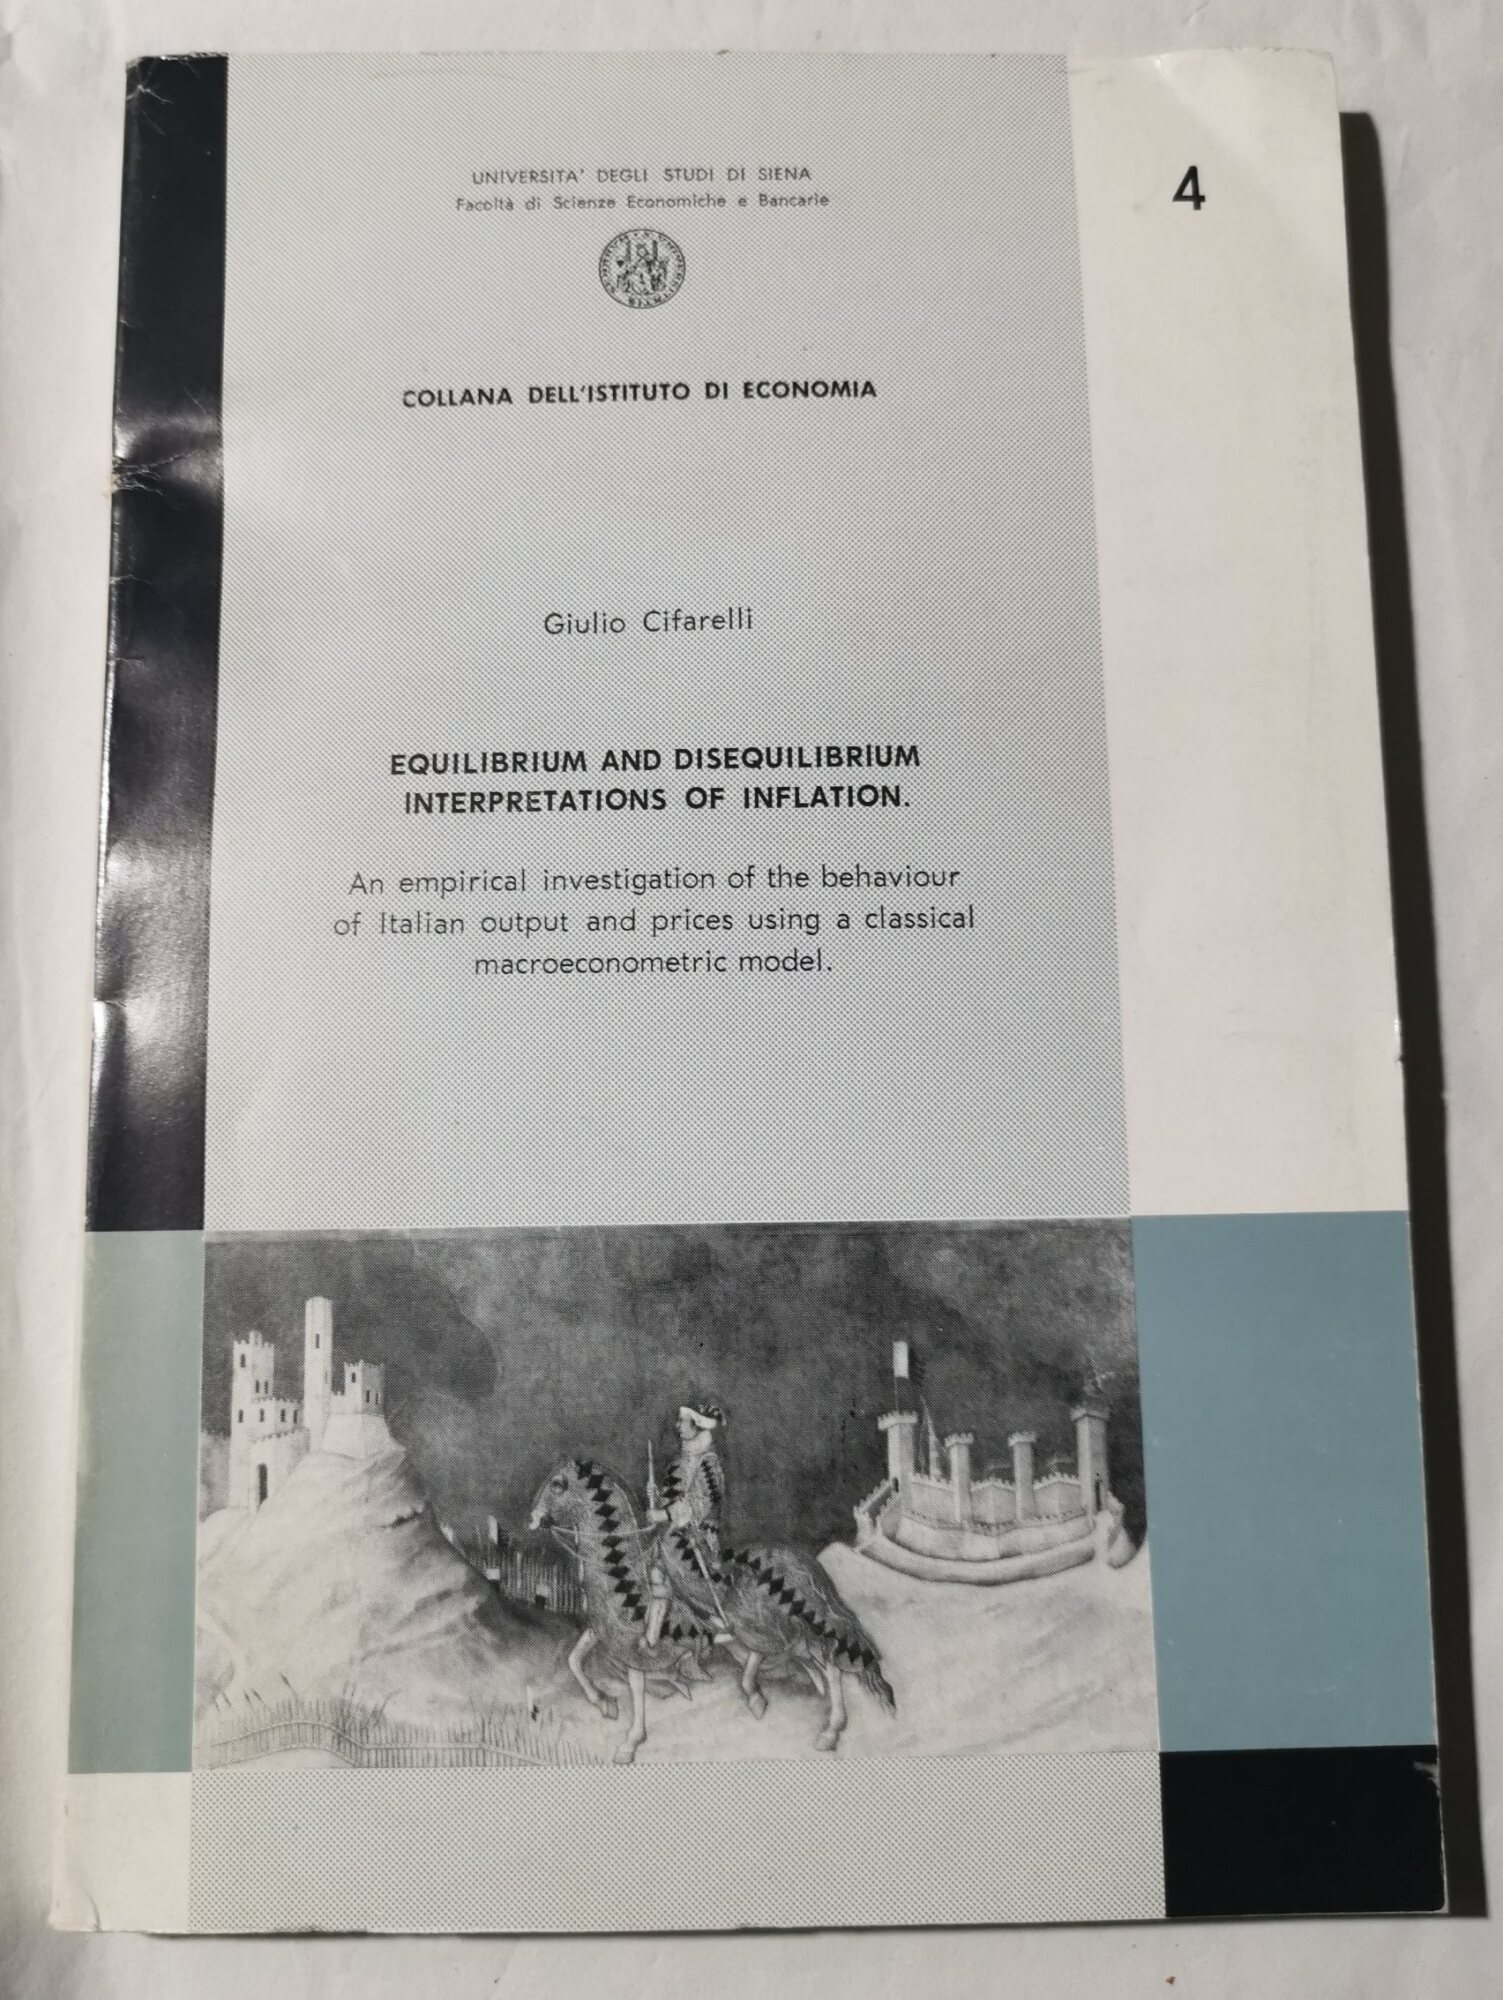 UNIVERSITA' DEGLI STUDI DI SIENA
Facoltà di Scienze Economiche e Bancarie
4
COLLANA DELL'ISTITUTO DI ECONOMIA
Giulio Cifarelli
EQUILIBRIUM AND DISEQUILIBRIUM
INTERPRETATIONS OF INFLATION.
An empirical investigation of the behaviour
of Italian output and prices using a classical
macroeconometric model.